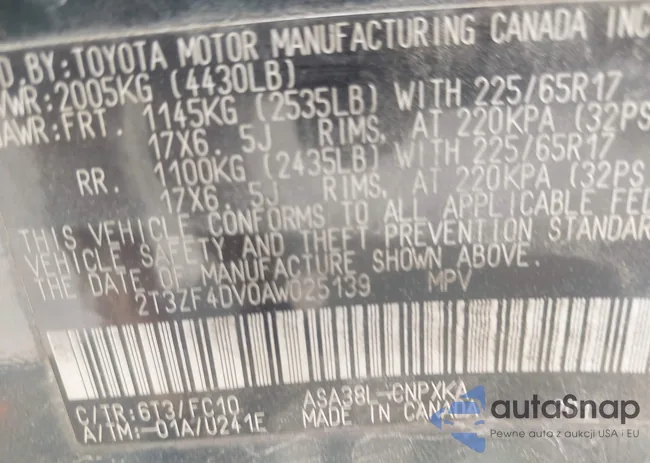 D.BY:TOYOTA MOTOR MANUFACTURING CANADA INC
VWR:2005KG (4430LB)
AWR:FRT. 1145KG (2535LB) WITH 225/65R17
17X6. 5J RIMS, AT 220KPA (32PS
RR. 1100KG (2435LB) WITH 225/65R17
17X6. 5J RIMS, AT 220KPA (32PS
THIS VEHICLE CONFORMS TO ALL APPLICABLE FED
VEHICLE SAFETY AND THEFT PREVENTION STANDAR
THE DATE OF MANUFACTURE SHOWN ABOVE.
2T3ZF4DV0AW025139 MPV
C/TR:6T3/FC10 ASA38L-CNPXKA
A/TM:-01A/U241E MADE IN CANADA
autoSnap
Pewne auto z aukcji USA i EU